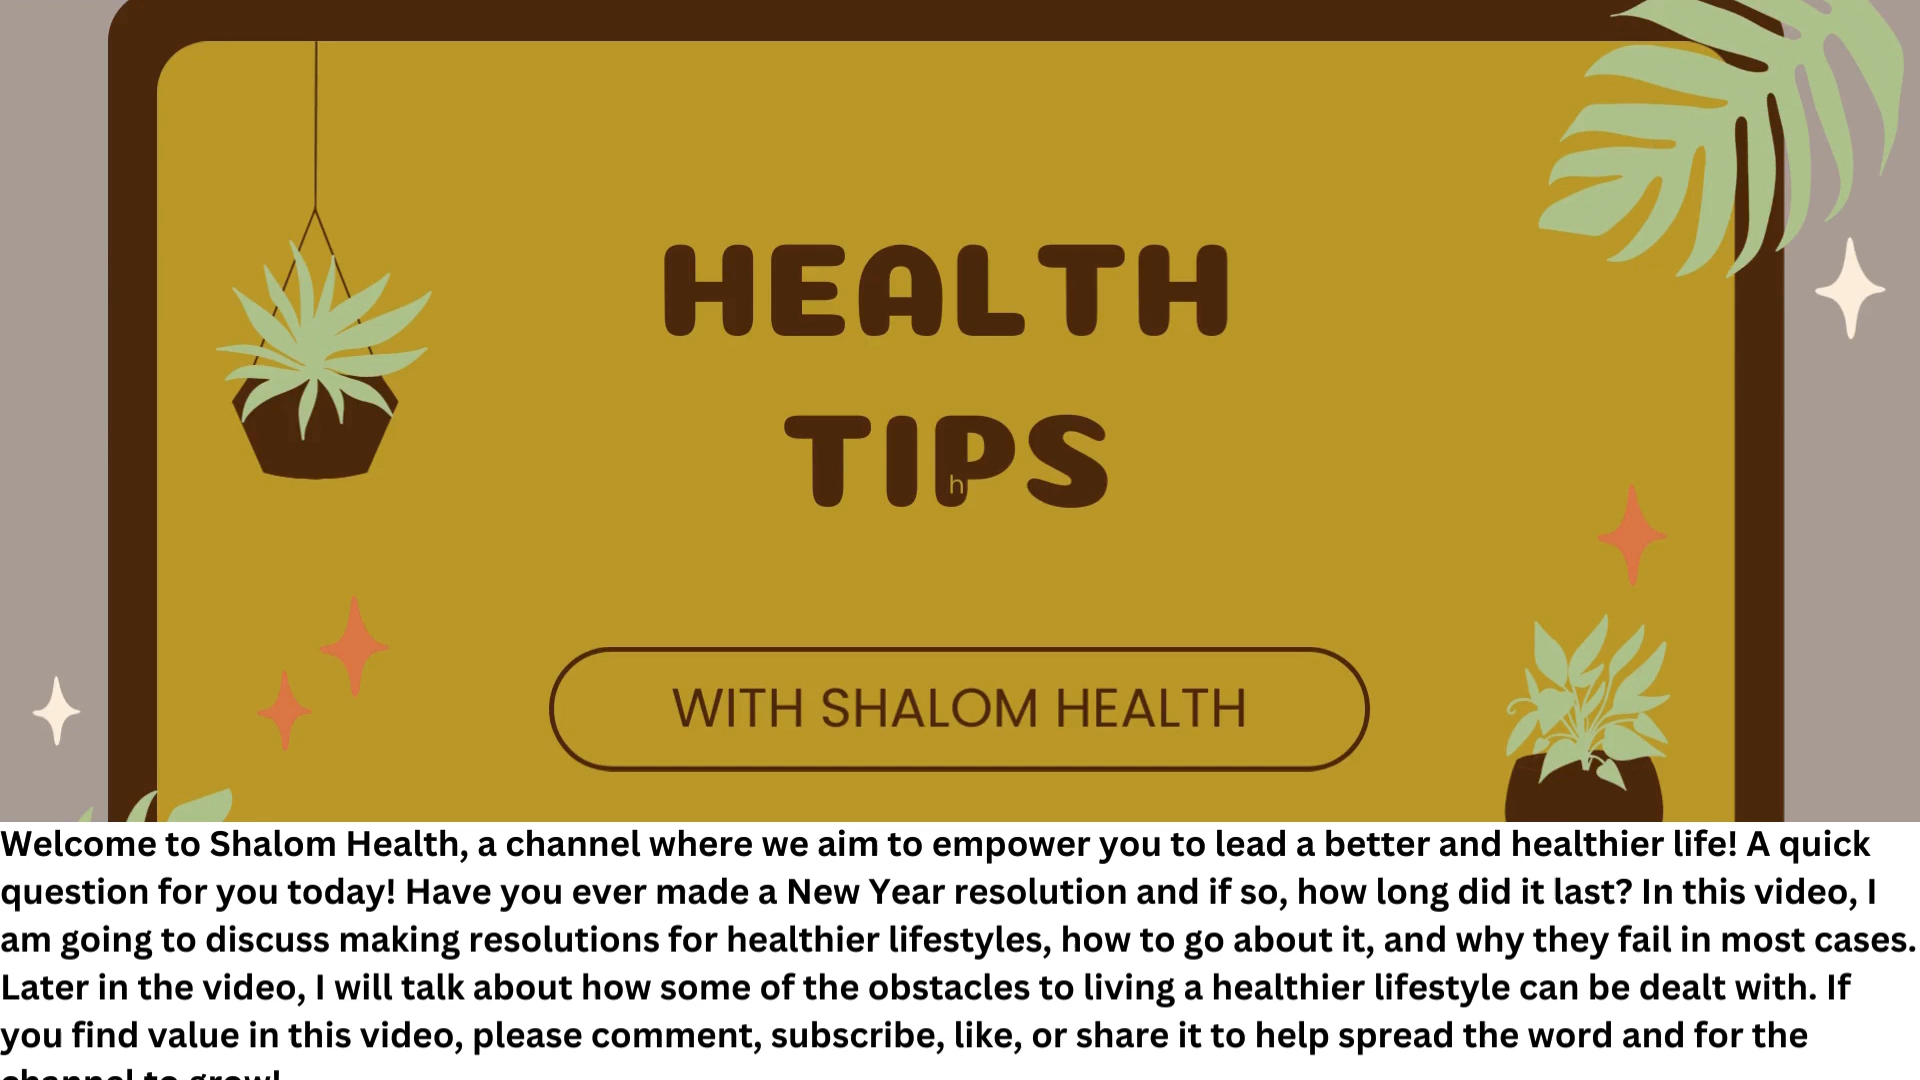 HEALTH
TIPS
h
WITH SHALOM HEALTH
Welcome to Shalom Health, a channel where we aim to empower you to lead a better and healthier life! A quick
question for you today! Have you ever made a New Year resolution and if so, how long did it last? In this video, I
am going to discuss making resolutions for healthier lifestyles, how to go about it, and why they fail in most cases.
Later in the video, I will talk about how some of the obstacles to living a healthier lifestyle can be dealt with. If
you find value in this video, please comment, subscribe, like, or share it to help spread the word and for the
channel to grow!